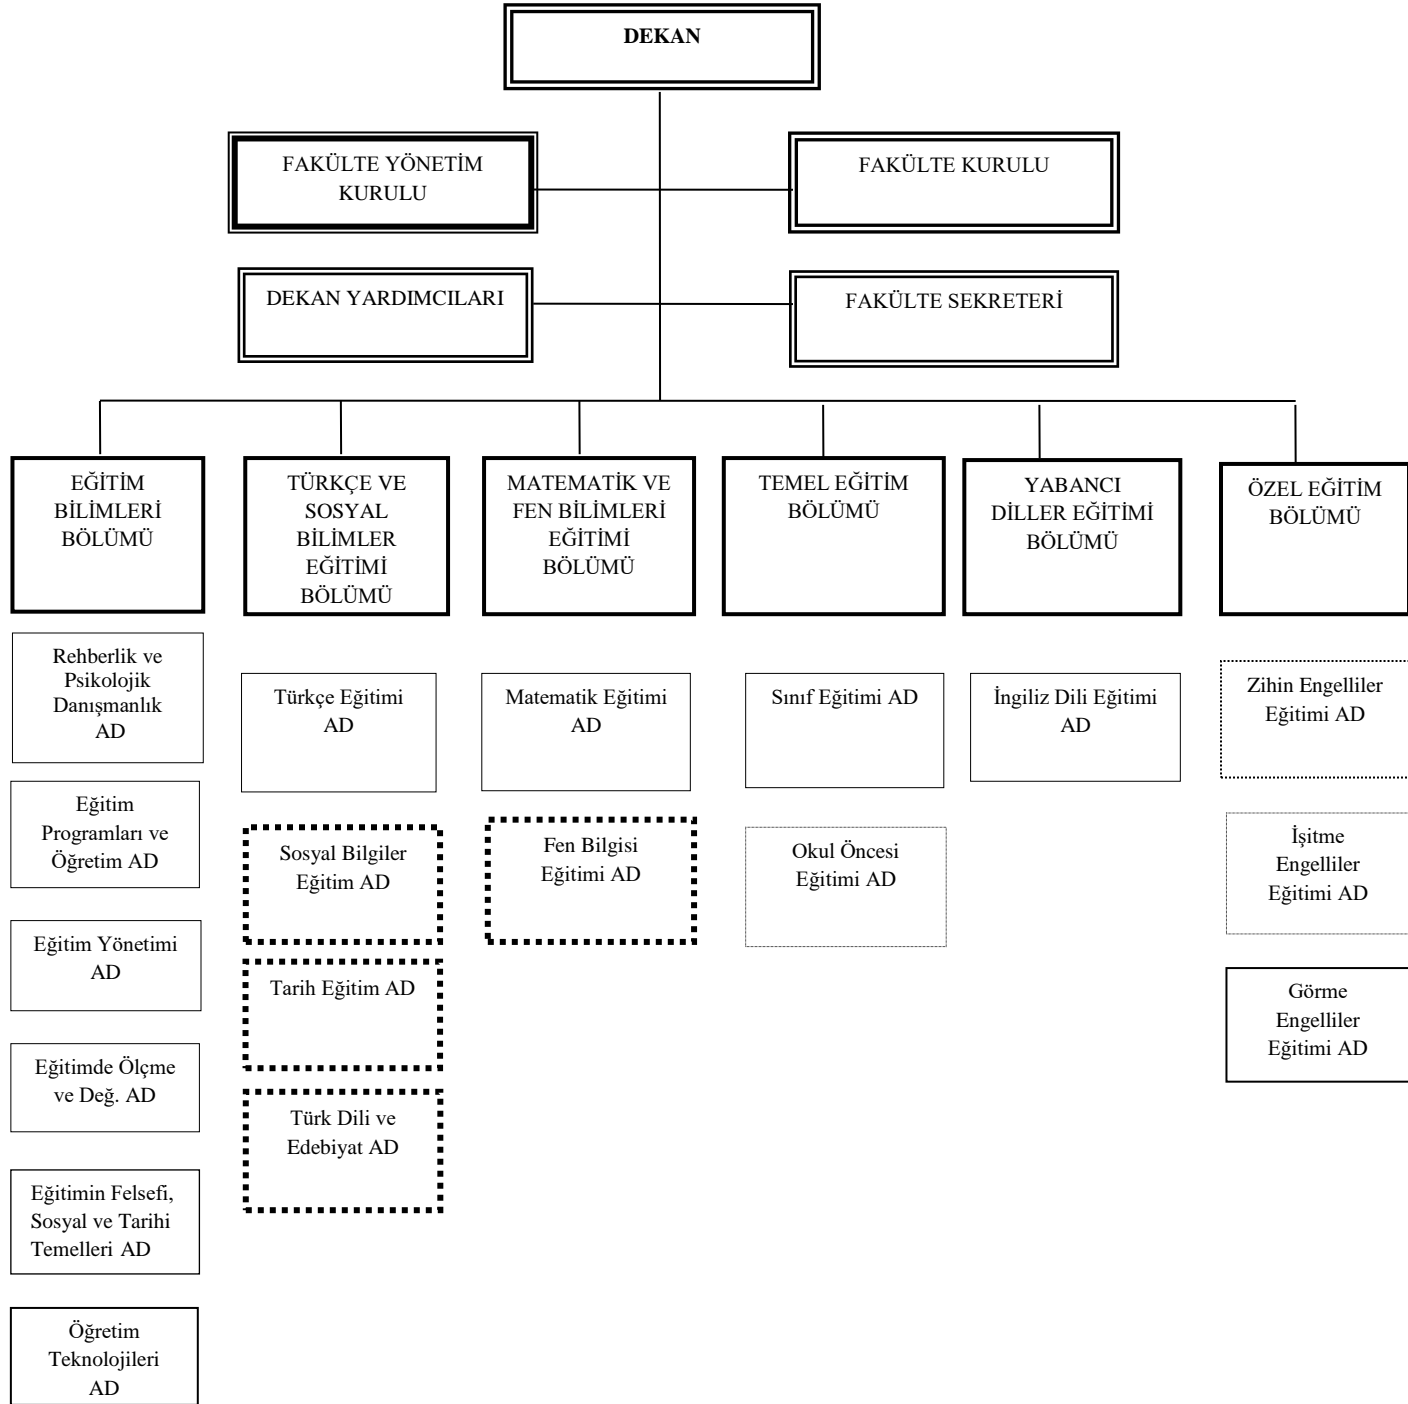 DEKAN
FAKÜLTE YÖNETİM
KURULU
FAKÜLTE KURULU
DEKAN YARDIMCILARI
FAKÜLTE SEKRETERİ
EĞİTİM
BİLİMLERİ
BÖLÜMÜ
TÜRKÇE VE
SOSYAL
BİLİMLER
EĞİTİMİ
BÖLÜMÜ
MATEMATİK VE
FEN BİLİMLERİ
EĞİTİMİ
BÖLÜMÜ
TEMEL EĞİTİM
BÖLÜMÜ
YABANCI
DİLLER EĞİTİMİ
BÖLÜMÜ
ÖZEL EĞİTİM
BÖLÜMÜ
Rehberlik ve
Psikolojik
Danışmanlık
AD
Eğitim
Programları ve
Öğretim AD
Eğitim Yönetimi
AD
Eğitimde Ölçme
ve Değ. AD
Eğitimin Felsefi,
Sosyal ve Tarihi
Temelleri AD
Öğretim
Teknolojileri
AD
Türkçe Eğitimi
AD
Sosyal Bilgiler
Eğitim AD
Tarih Eğitim AD
Türk Dili ve
Edebiyat AD
Matematik Eğitimi
AD
Fen Bilgisi
Eğitimi AD
Sınıf Eğitimi AD
Okul Öncesi
Eğitimi AD
İngiliz Dili Eğitimi
AD
Zihin Engelliler
Eğitimi AD
İşitme
Engelliler
Eğitimi AD
Görme
Engelliler
Eğitimi AD